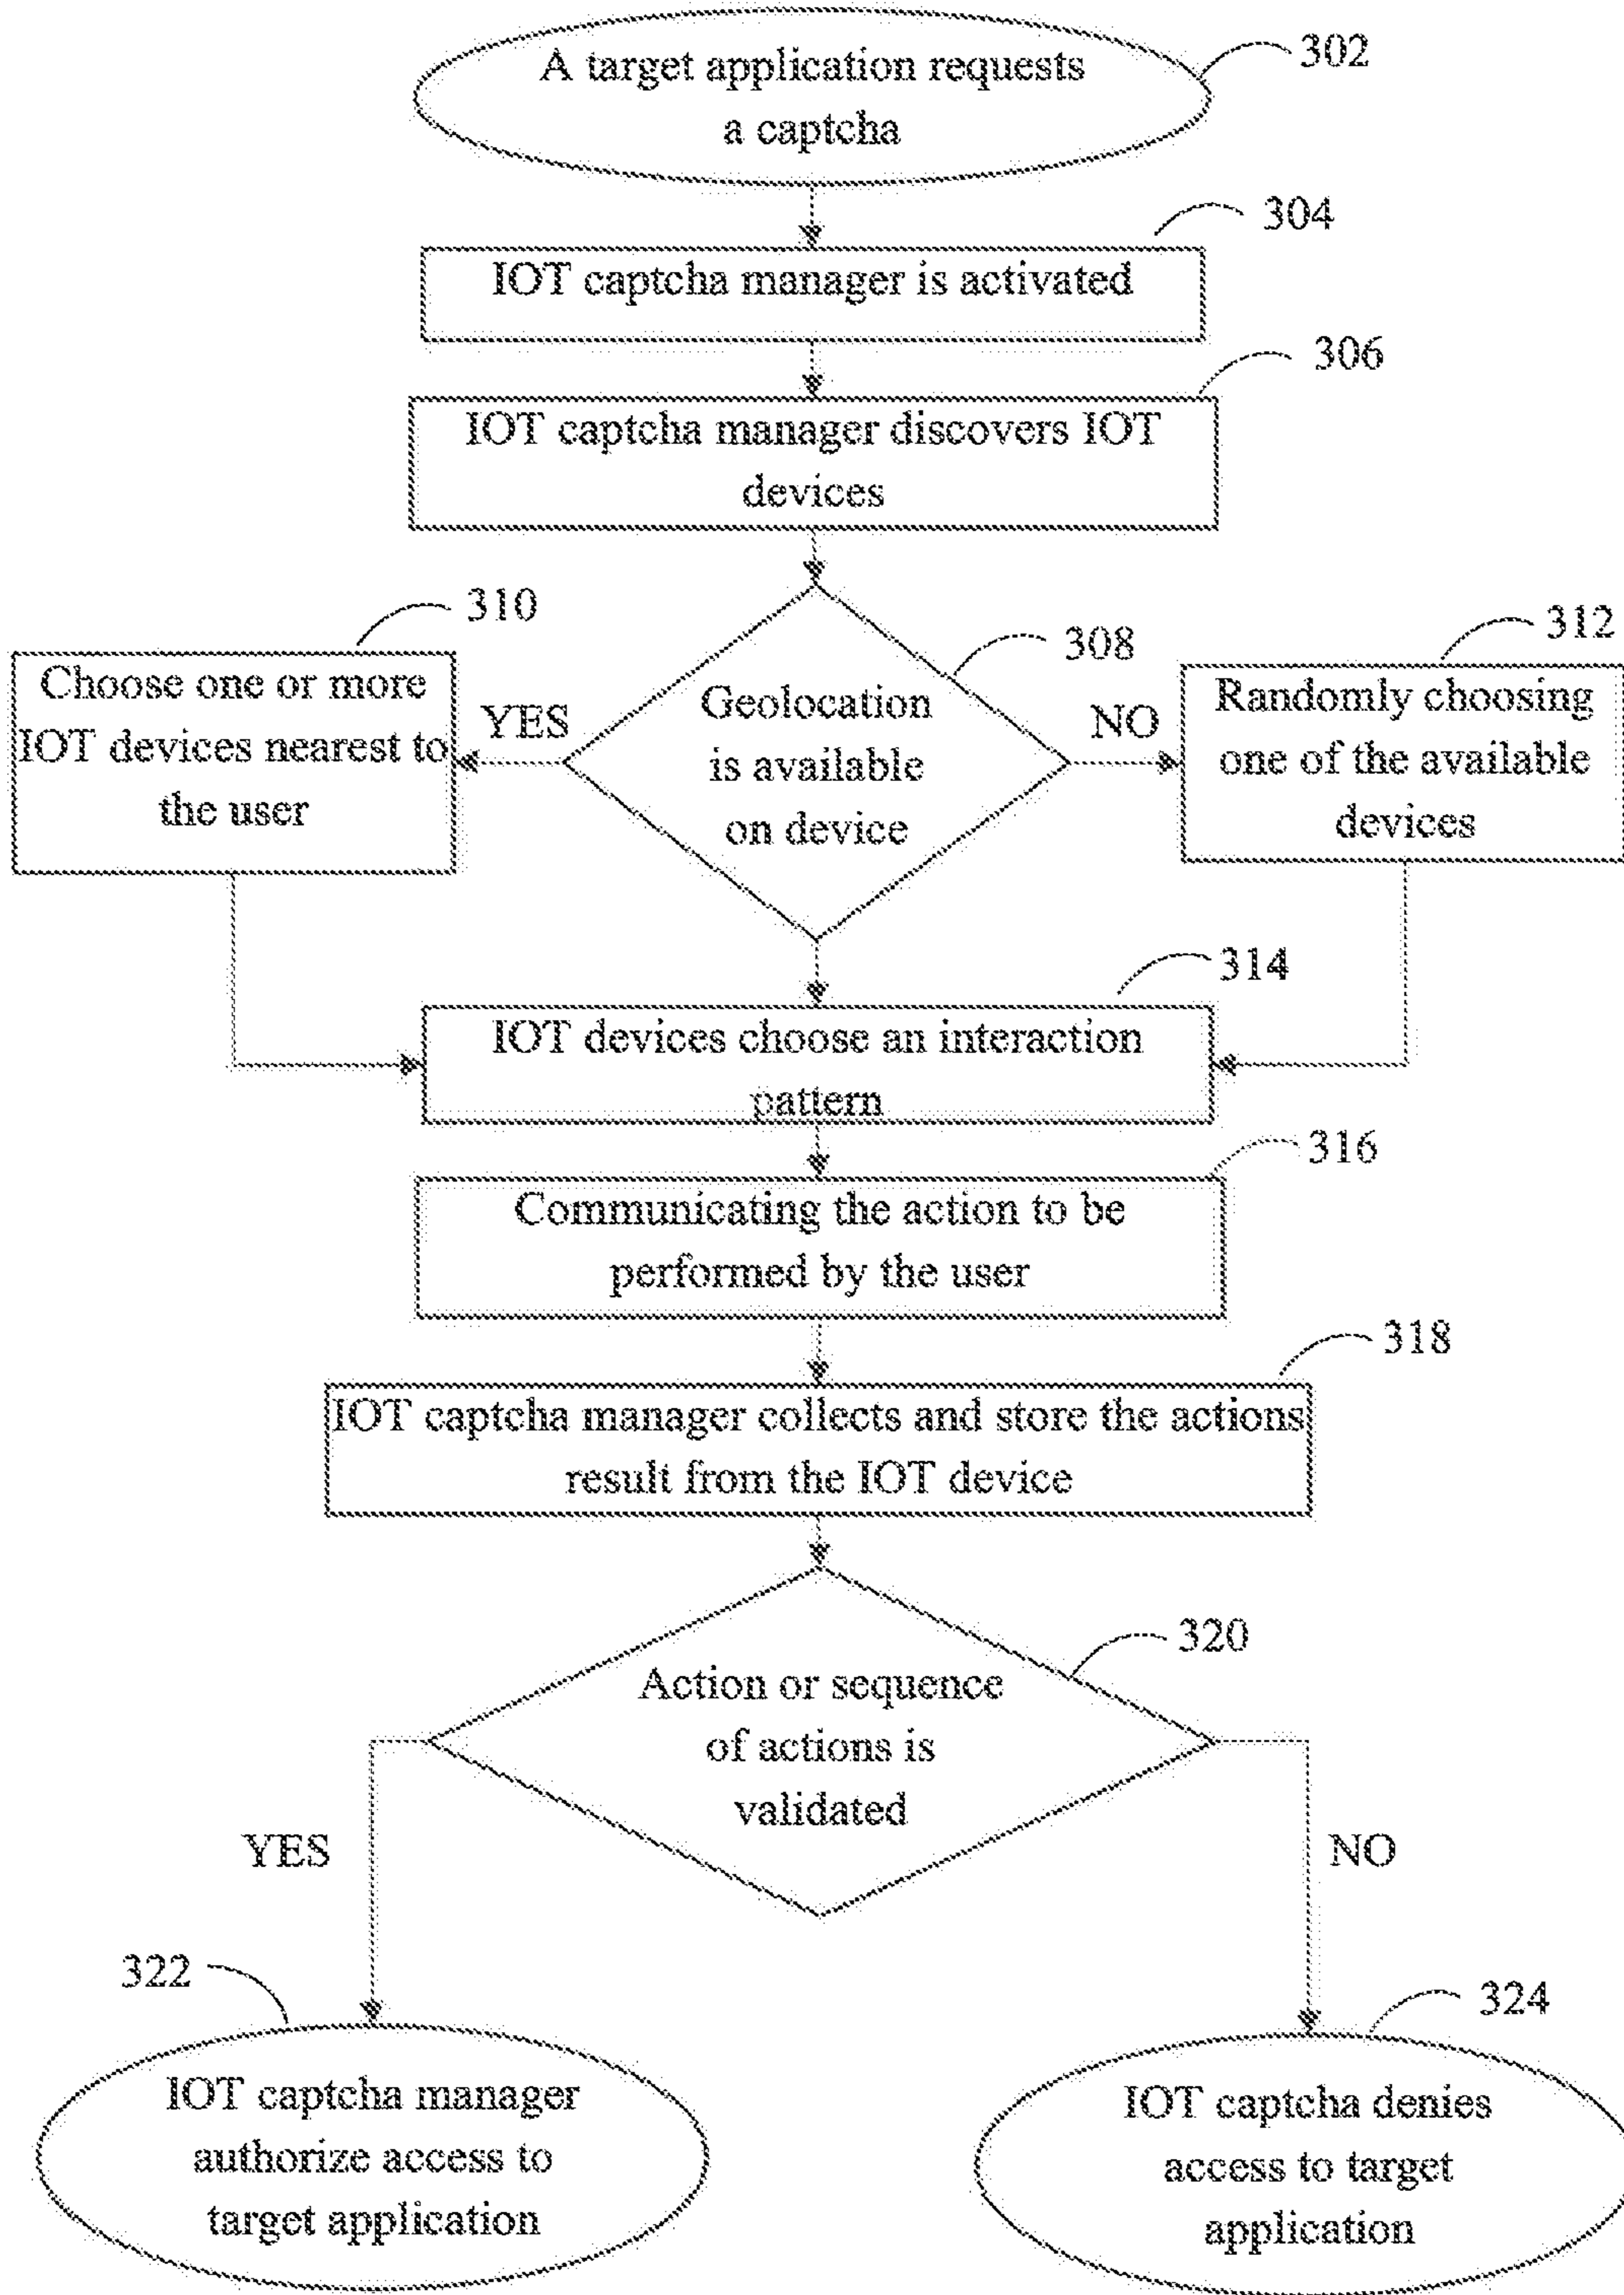 A target application requests
a captcha
302
304
IOT captcha manager is activated
306
IOT captcha manager discovers IOT
devices
310
308
312
Choose one or more
IOT devices nearest to
the user
YES
Geolocation
is available
on device
NO
Randomly choosing
one of the available
devices
314
IOT devices choose an interaction
pattern
316
Communicating the action to be
performed by the user
318
IOT captcha manager collects and store the actions
result from the IOT device
320
Action or sequence
of actions is
validated
YES
NO
322
324
IOT captcha manager
authorize access to
target application
IOT captcha denies
access to target
application